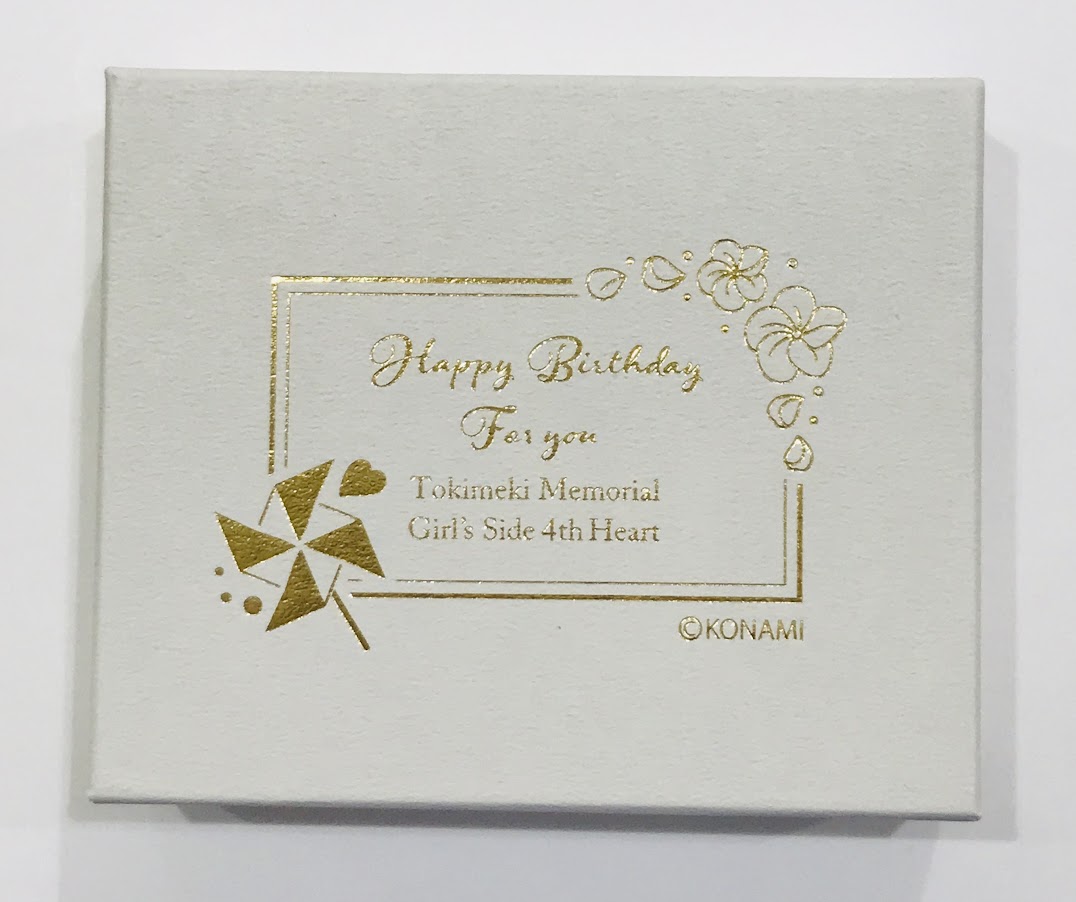 Happy Birthday
For you
Tokimeki Memorial
Girl's Side 4th Heart
©KONAMI